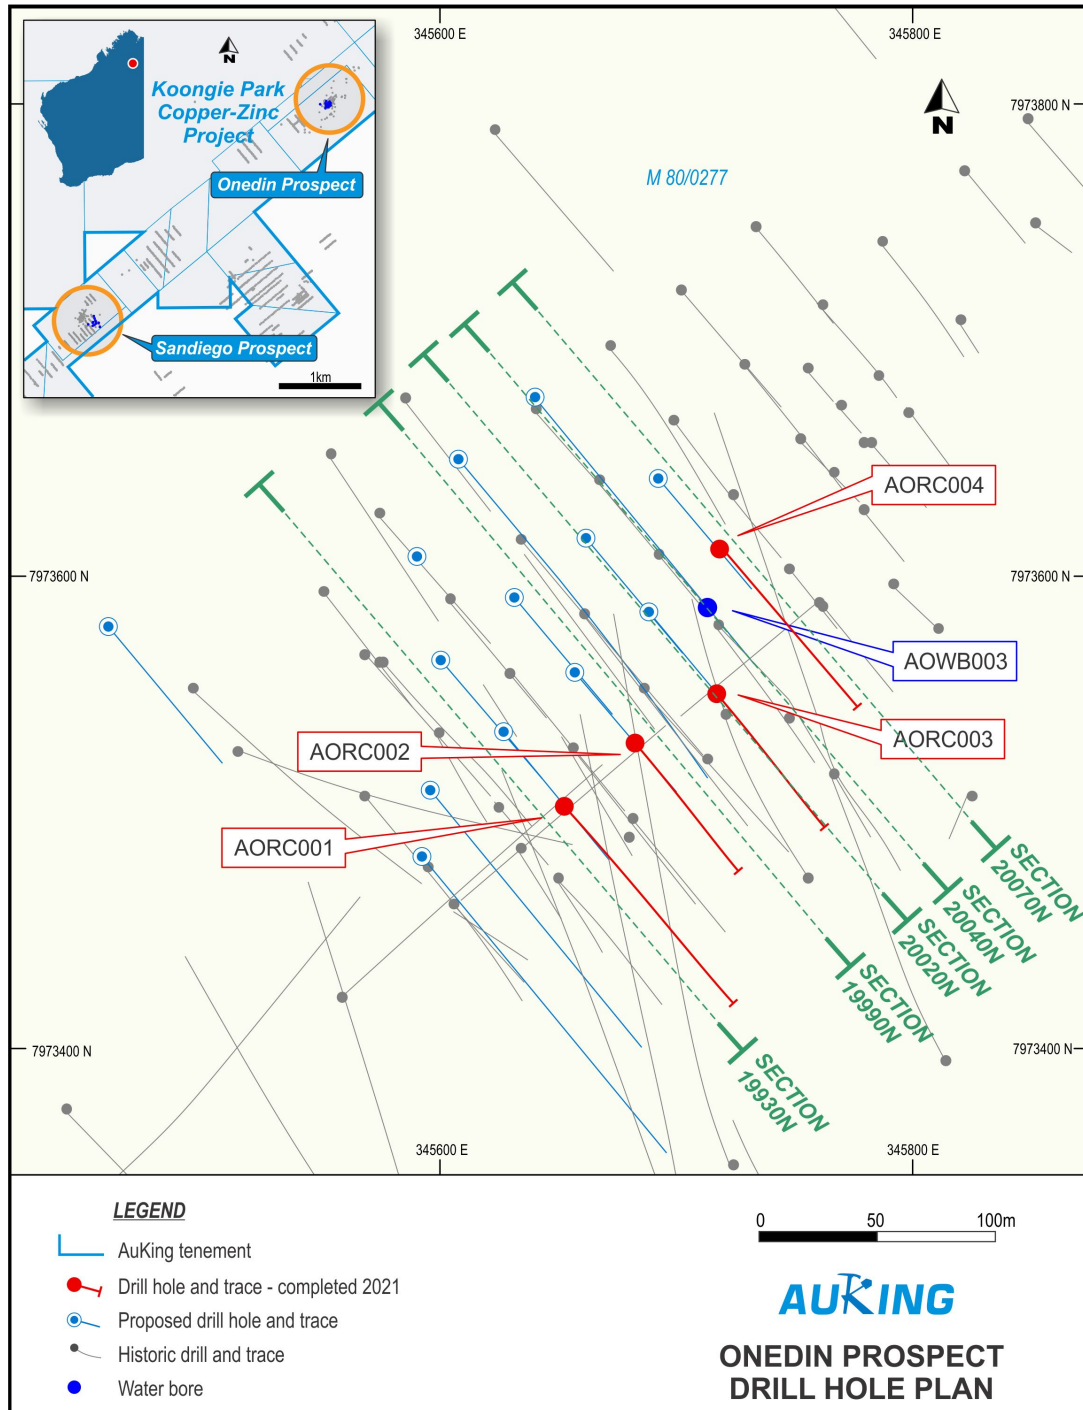 345600 E
345800 E
N
Koongie Park
Copper-Zinc
Project
Onedin Prospect
Sandiego Prospect
1km
7973800 N
N
M 80/0277
AORC004
7973600 N
7973600 N
AOWB003
AORC003
AORC002
AORC001
SECTION
20070N
SECTION
20040N
SECTION
20020N
SECTION
19990N
SECTION
19930N
7973400 N
7973400 N
345600 E
345800 E
LEGEND
AuKing tenement
Drill hole and trace - completed 2021
Proposed drill hole and trace
Historic drill and trace
Water bore
0 50 100m
AUKING
ONEDIN PROSPECT
DRILL HOLE PLAN